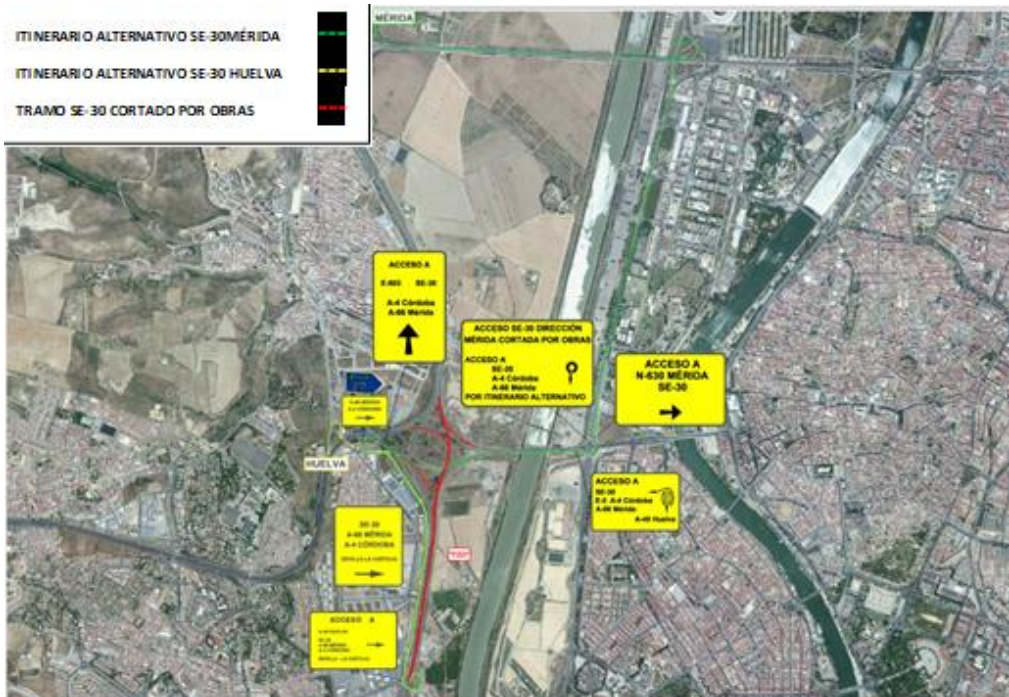 ITINERARIO ALTERNATIVO SE-30MÉRIDA
ITINERARIO ALTERNATIVO SE-30 HUELVA
TRAMO SE-30 CORTADO POR OBRAS
MÉRIDA
ACCESO A
SE-30
A-4 Córdoba
A-66 Mérida
ACCESO SE-30 DIRECCIÓN
MÉRIDA CORTADA POR OBRAS
ACCESO A
SE-30
A-4 Córdoba
A-66 Mérida
POR ITINERARIO ALTERNATIVO
ACCESO A
N-630 MÉRIDA
SE-30
HUELVA
ACCESO A
SE-30
E-5 A-4 Córdoba
A-66 Mérida
A-49 Huelva
SE-30
A-66 MÉRIDA
A-4 CÓRDOBA
ACCESO A